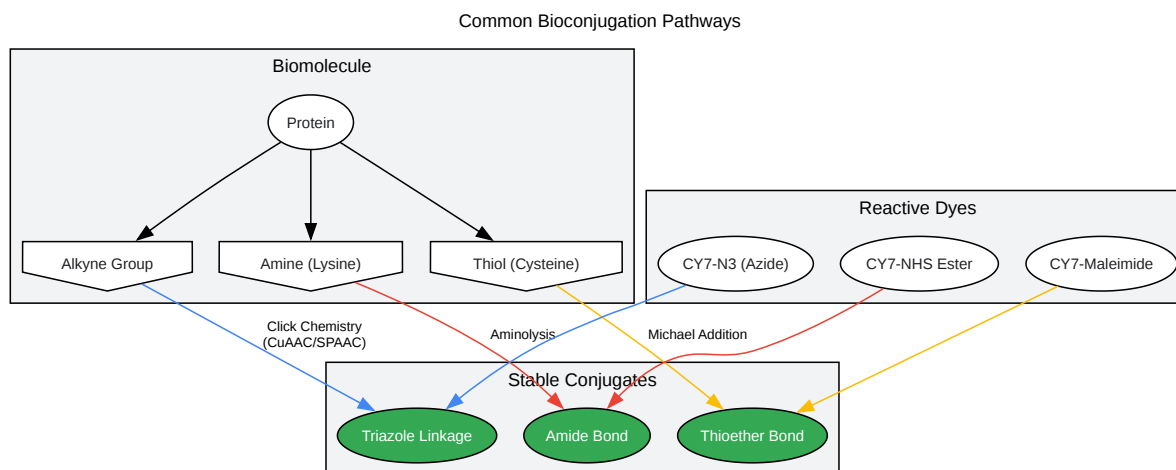 Common Bioconjugation Pathways
Biomolecule
Protein
Reactive Dyes
Alkyne Group
Amine (Lysine)
Thiol (Cysteine)
CY7-N3 (Azide)
CY7-NHS Ester
CY7-Maleimide
Click Chemistry
(CuAAC/SPAAC)
Aminolysis
Michael Addition
Stable Conjugates
Triazole Linkage
Amide Bond
Thioether Bond